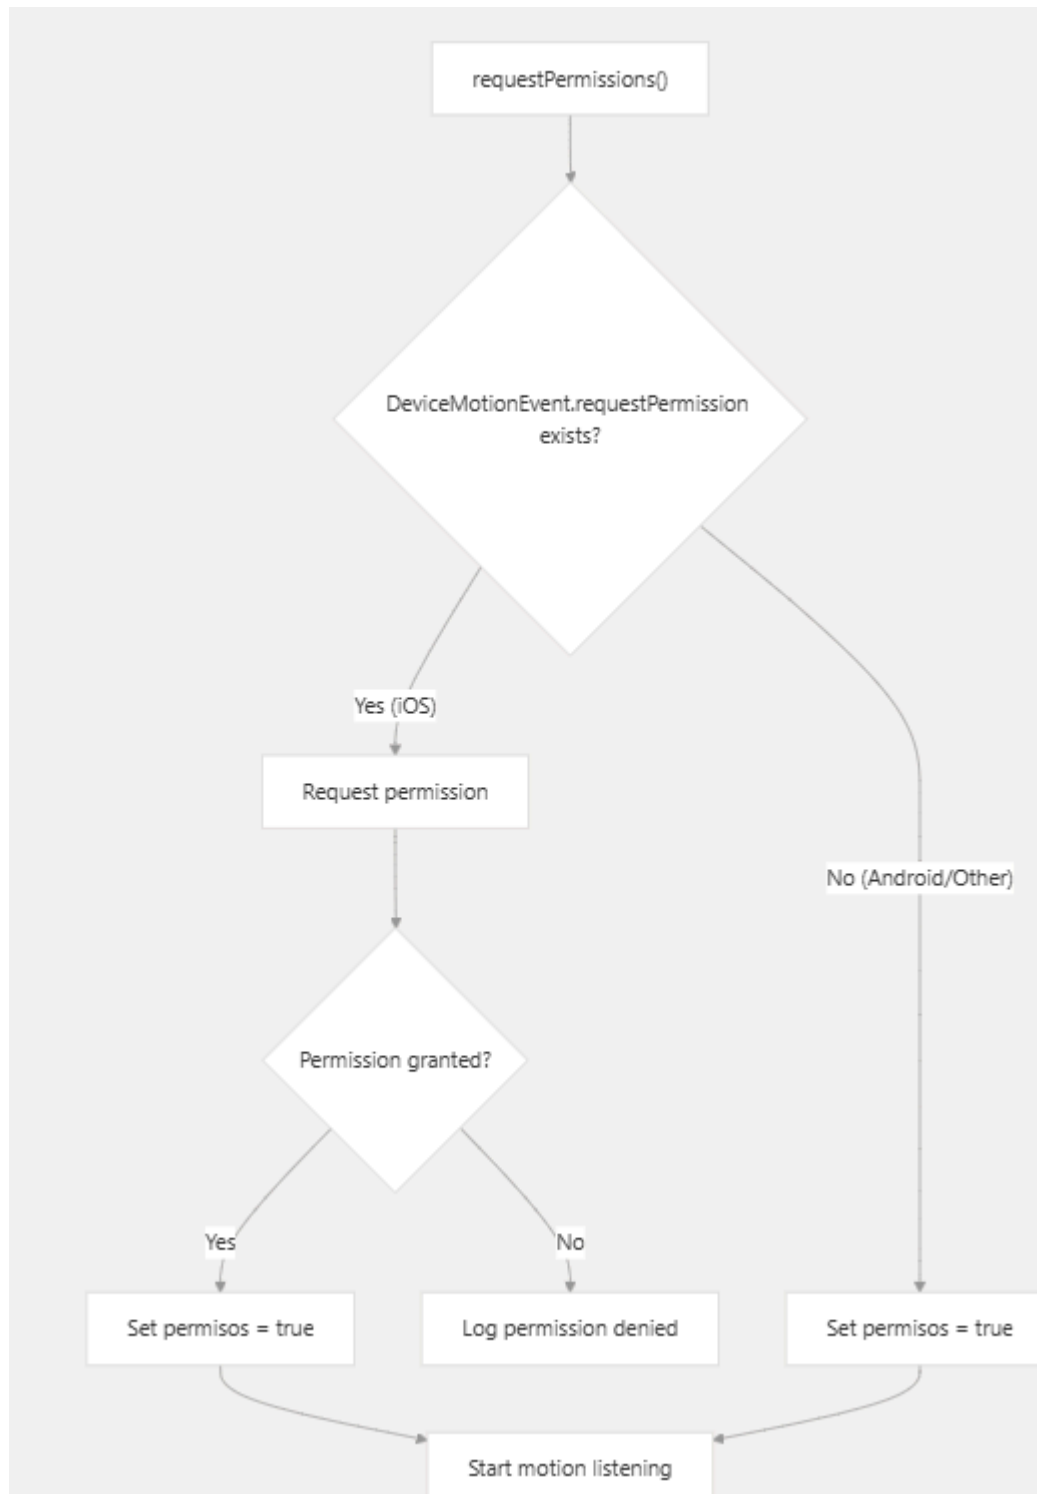 requestPermissions()
DeviceMotionEvent.requestPermission
exists?
Yes (iOS)
Request permission
No (Android/Other)
Permission granted?
Yes
No
Set permisos = true
Log permission denied
Set permisos = true
Start motion listening